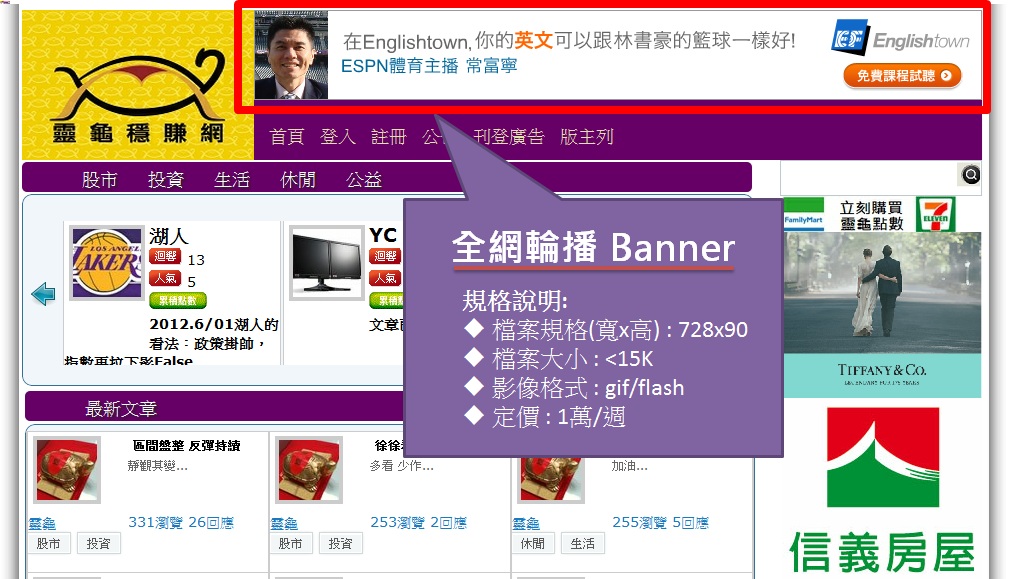 在Englishtown, 你的英文可以跟林書豪的籃球一樣好!
ESPN體育主播 常富寧
EF Englishtown
免費課程試聽
靈龜穩賺網
首頁 登入 註冊 公 刊登廣告 版主列
股市 投資 生活 休閒 公益
FamilyMart
立刻購買
靈龜點數
7
ELEVEN
LOS ANGEL
LAKER
湖人
迴響 13
人氣 5
累積點數
2012.6/01湖人的
看法：政策掛師，
指數再拉下影False
YC
迴響
人氣
累積
文章
全網輪播 Banner
規格說明:
◆ 檔案規格(寬x高) : 728x90
◆ 檔案大小 : <15K
◆ 影像格式 : gif/flash
◆ 定價 : 1萬/週
TIFFANY & CO.
LEGENDARY FOR 175 YEARS
最新文章
區間盤整 反彈持續
靜觀其變...
靈龜
331瀏覽 26回應
股市 投資
徐徐
多看 少作...
靈龜
253瀏覽 2回應
股市 投資
加油...
靈龜
255瀏覽 5回應
休閒 生活
信義房屋